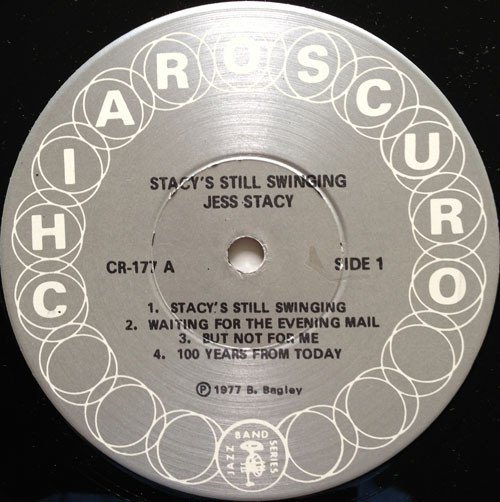 CHIAROSCURO
STACY'S STILL SWINGING
JESS STACY
CR-177 A
SIDE 1
1. STACY'S STILL SWINGING
2. WAITING FOR THE EVENING MAIL
3. BUT NOT FOR ME
4. 100 YEARS FROM TODAY
Ⓟ 1977 B. Bagley
JAZZ BAND SERIES